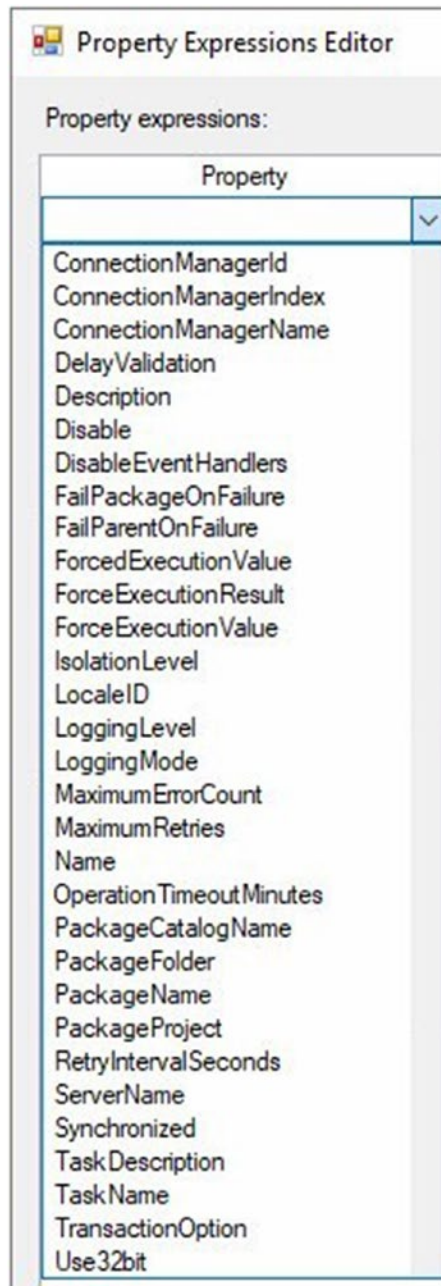 Property Expressions Editor
Property expressions:
Property
ConnectionManagerId
ConnectionManagerIndex
ConnectionManagerName
DelayValidation
Description
Disable
DisableEventHandlers
FailPackageOnFailure
FailParentOnFailure
ForcedExecutionValue
ForceExecutionResult
ForceExecutionValue
IsolationLevel
LocaleID
LoggingLevel
LoggingMode
MaximumErrorCount
MaximumRetries
Name
OperationTimeoutMinutes
PackageCatalogName
PackageFolder
PackageName
PackageProject
RetryIntervalSeconds
ServerName
Synchronized
TaskDescription
TaskName
TransactionOption
Use32bit